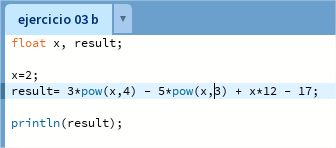 ejercicio 03 b
float x, result;
x=2;
result= 3*pow(x,4) - 5*pow(x,3) + x*12 - 17;
println(result);